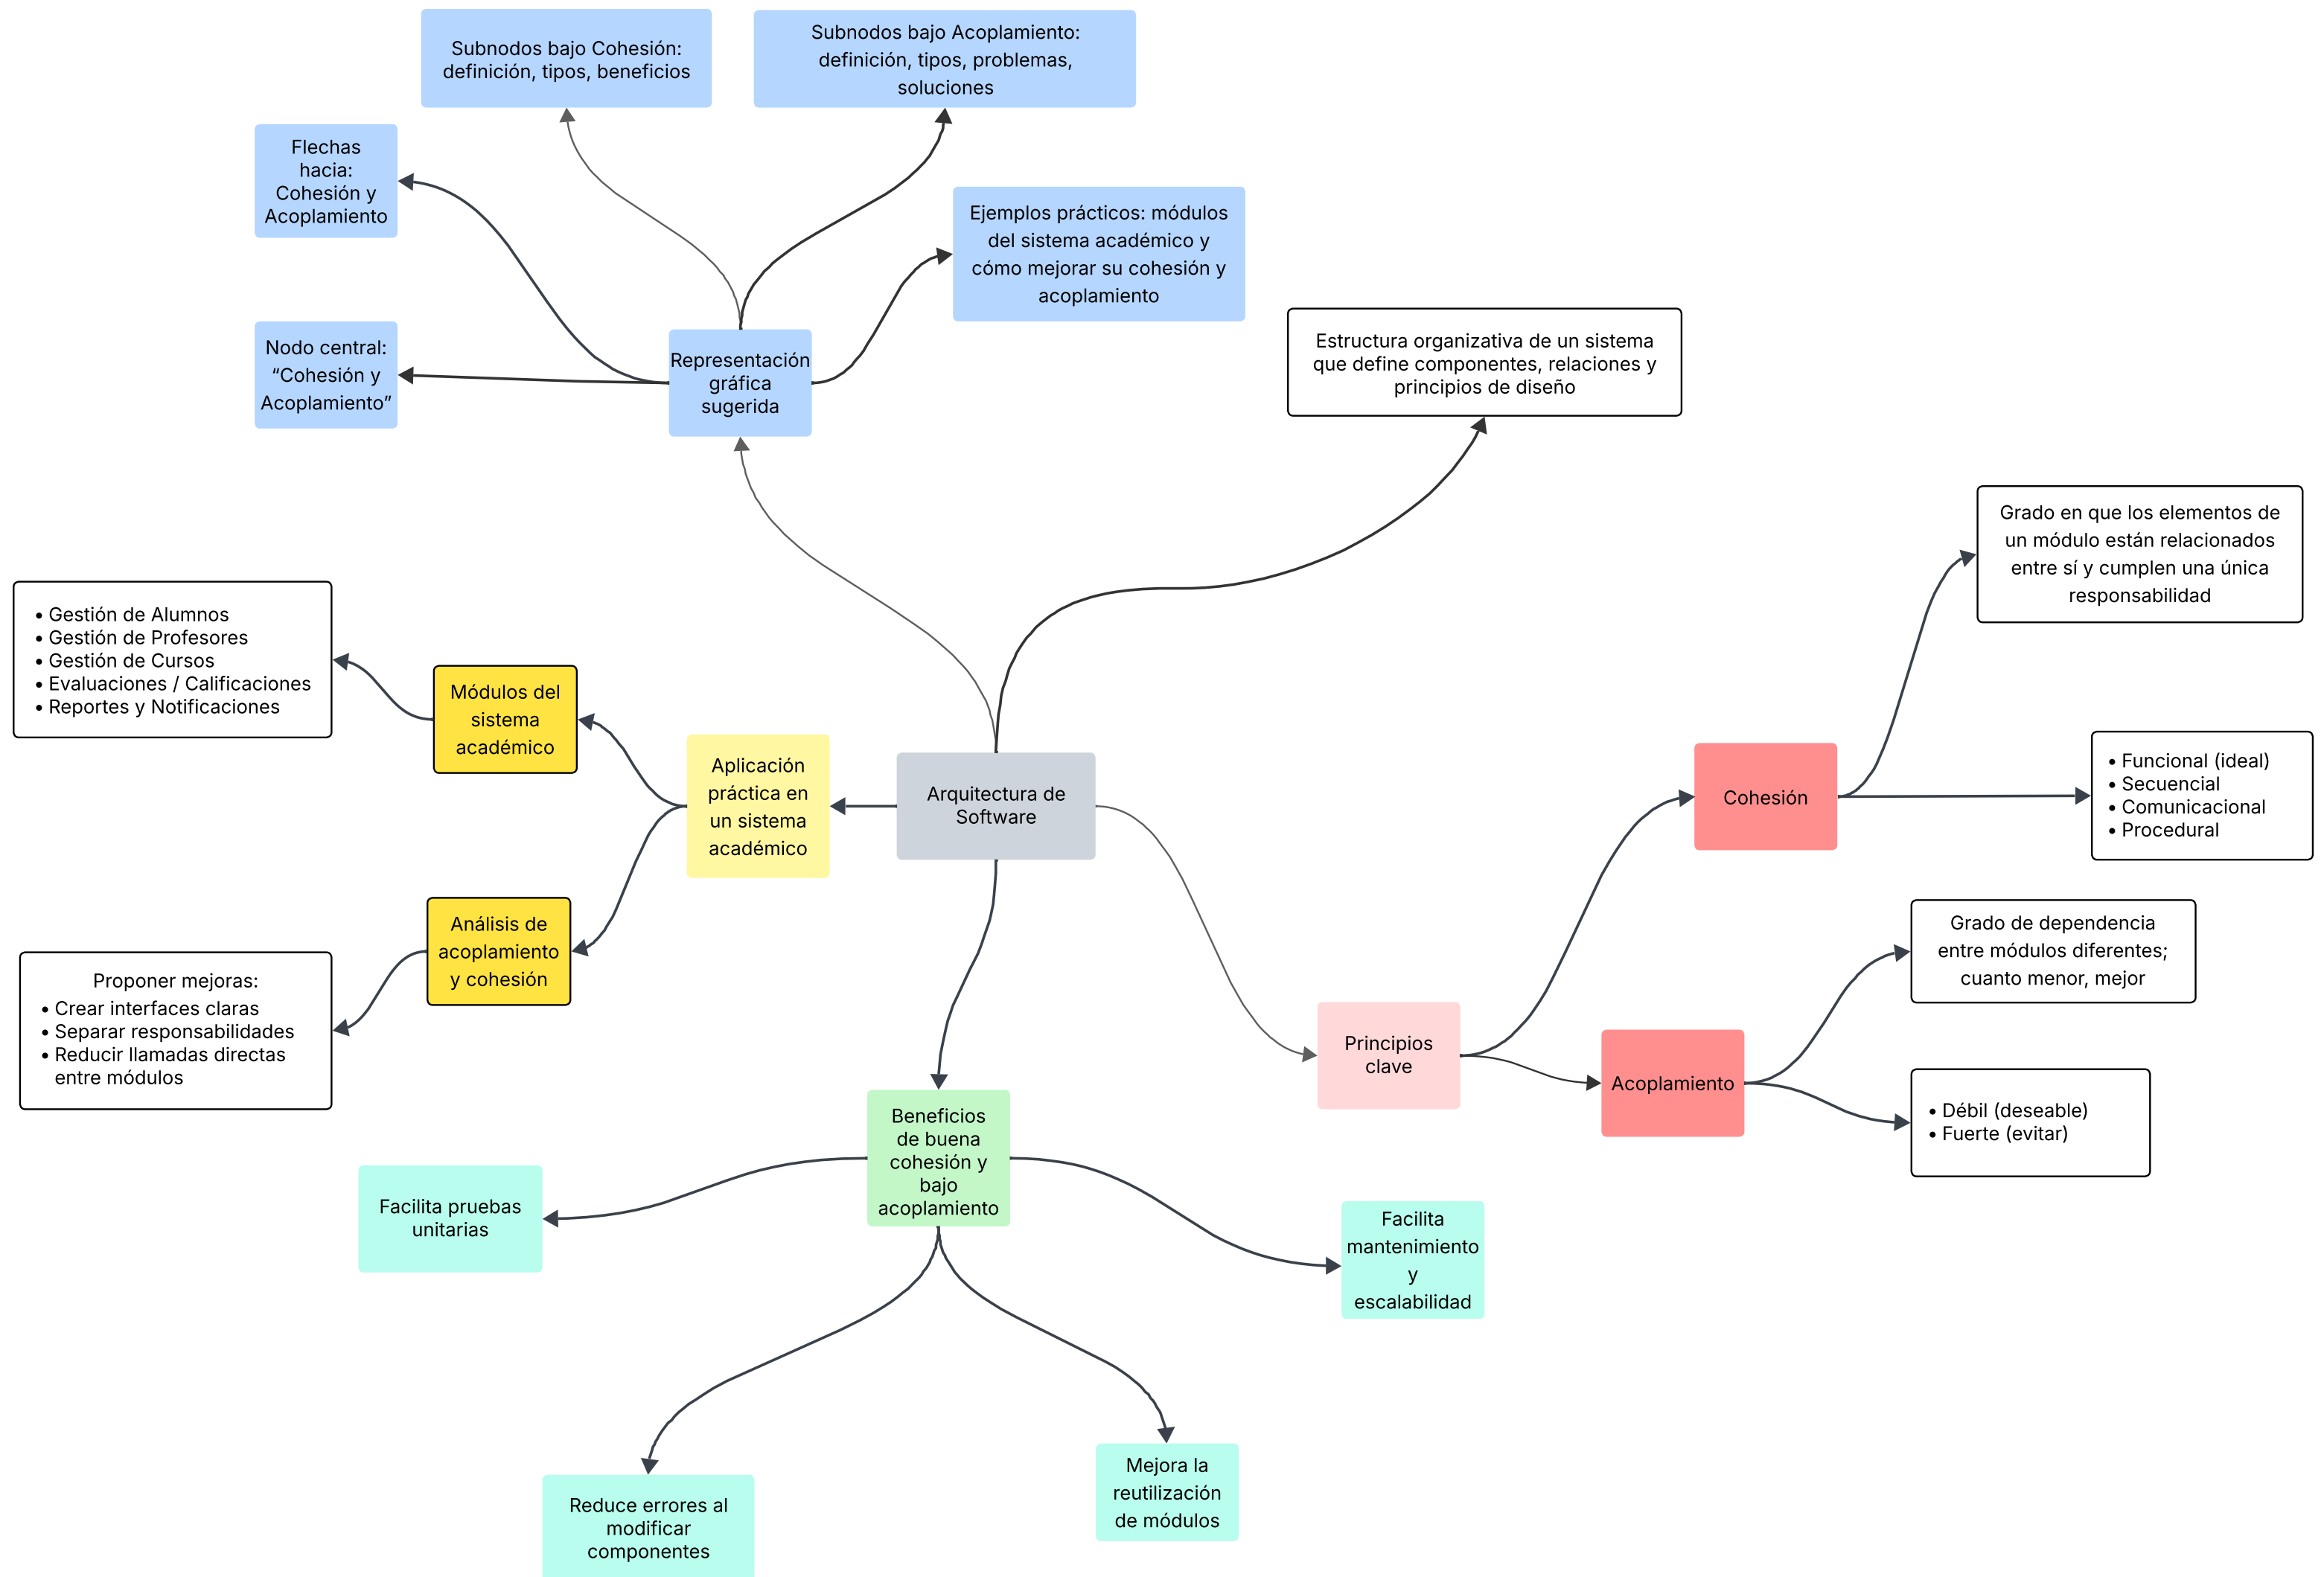 Subnodos bajo Cohesión:
definición, tipos, beneficios
Subnodos bajo Acoplamiento:
definición, tipos, problemas,
soluciones
Flechas
hacia:
Cohesión y
Acoplamiento
Ejemplos prácticos: módulos
del sistema académico y
cómo mejorar su cohesión y
acoplamiento
Nodo central:
“Cohesión y
Acoplamiento”
Representación
gráfica
sugerida
Estructura organizativa de un sistema
que define componentes, relaciones y
principios de diseño
Grado en que los elementos de
un módulo están relacionados
entre sí y cumplen una única
responsabilidad
• Gestión de Alumnos
• Gestión de Profesores
• Gestión de Cursos
• Evaluaciones / Calificaciones
• Reportes y Notificaciones
Módulos del
sistema
académico
Aplicación
práctica en
un sistema
académico
Arquitectura de
Software
Cohesión
• Funcional (ideal)
• Secuencial
• Comunicacional
• Procedural
Análisis de
acoplamiento
y cohesión
Proponer mejoras:
• Crear interfaces claras
• Separar responsabilidades
• Reducir llamadas directas
entre módulos
Grado de dependencia
entre módulos diferentes;
cuanto menor, mejor
Principios
clave
Acoplamiento
• Débil (deseable)
• Fuerte (evitar)
Beneficios
de buena
cohesión y
bajo
acoplamiento
Facilita pruebas
unitarias
Facilita
mantenimiento
y
escalabilidad
Reduce errores al
modificar
componentes
Mejora la
reutilización
de módulos